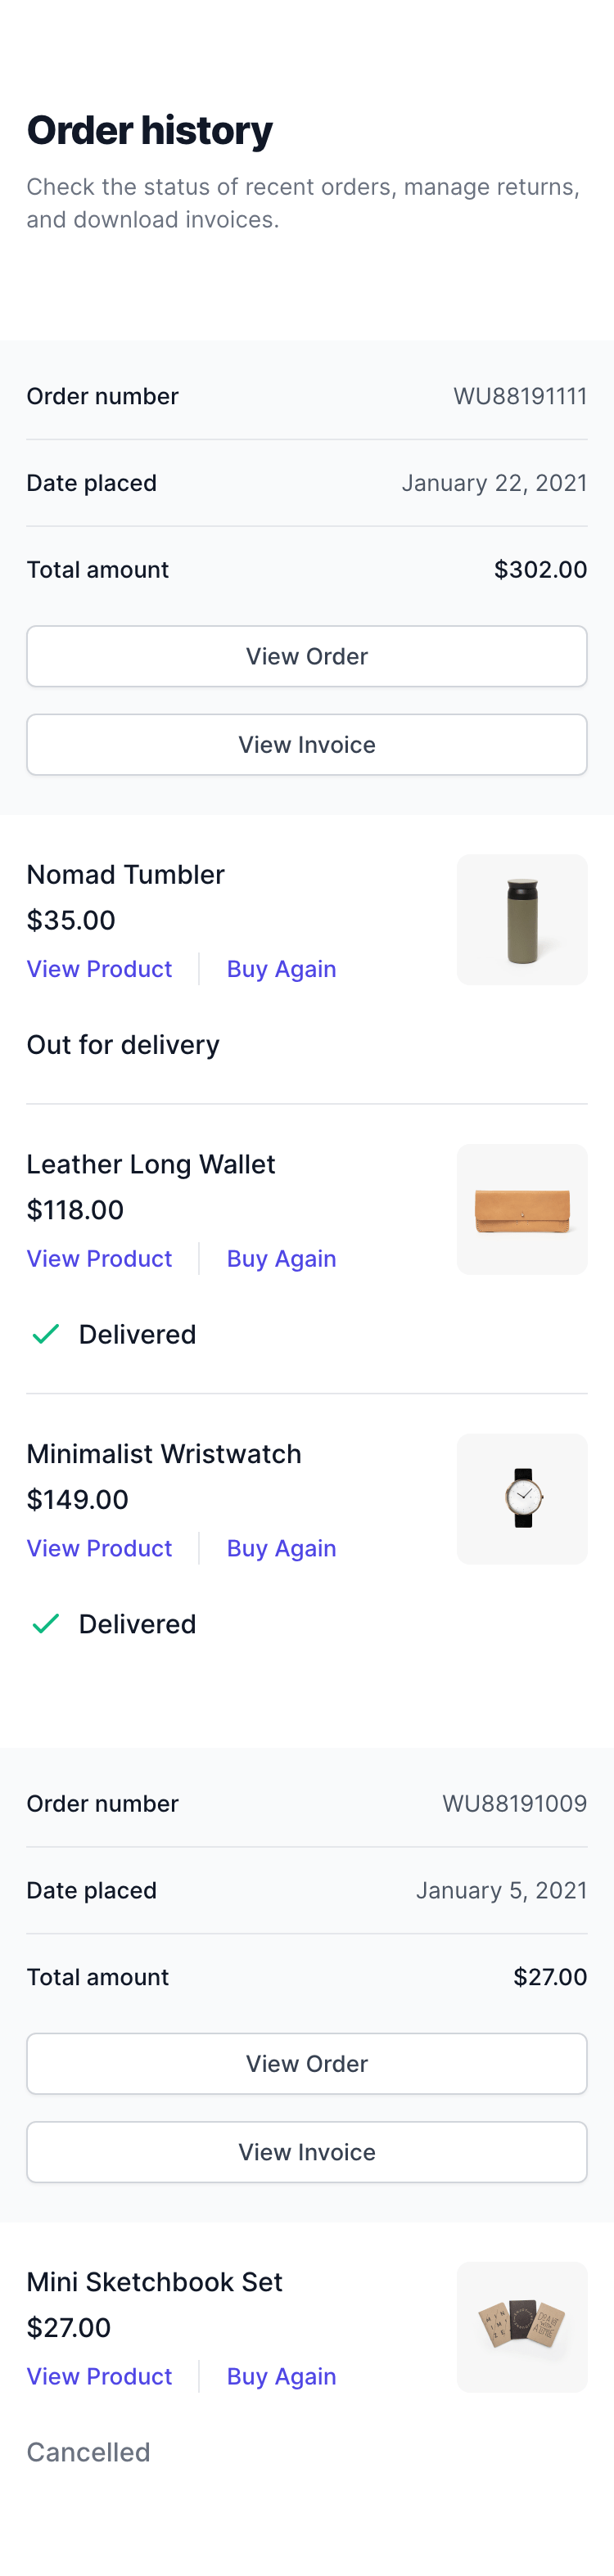 Order history
Check the status of recent orders, manage returns,
and download invoices.
Order number WU88191111
Date placed January 22, 2021
Total amount $302.00
View Order
View Invoice
Nomad Tumbler
$35.00
View Product Buy Again
Out for delivery
Leather Long Wallet
$118.00
View Product Buy Again
Delivered
Minimalist Wristwatch
$149.00
View Product Buy Again
Delivered
Order number WU88191009
Date placed January 5, 2021
Total amount $27.00
View Order
View Invoice
Mini Sketchbook Set
$27.00
View Product Buy Again
Cancelled